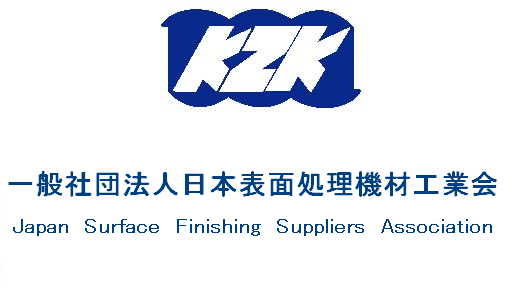 KZK
一般社団法人日本表面処理機材工業会
Japan Surface Finishing Suppliers Association